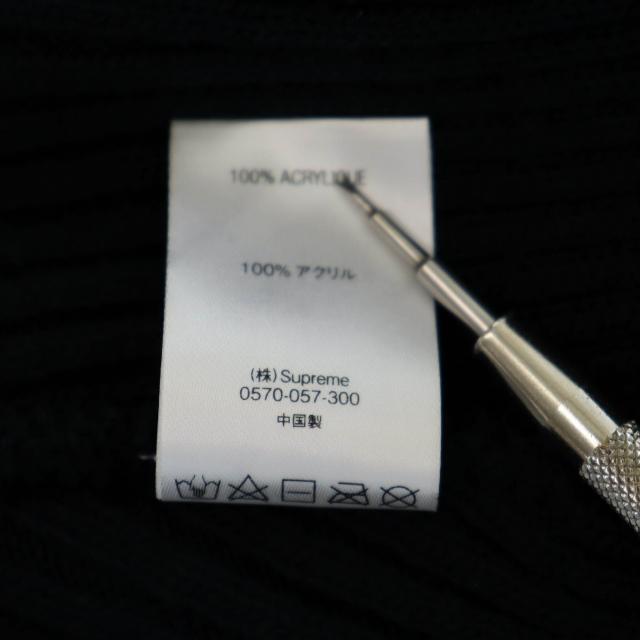 100% ACRYLIQUE
100% アクリル
(株)Supreme
0570-057-300
中国製